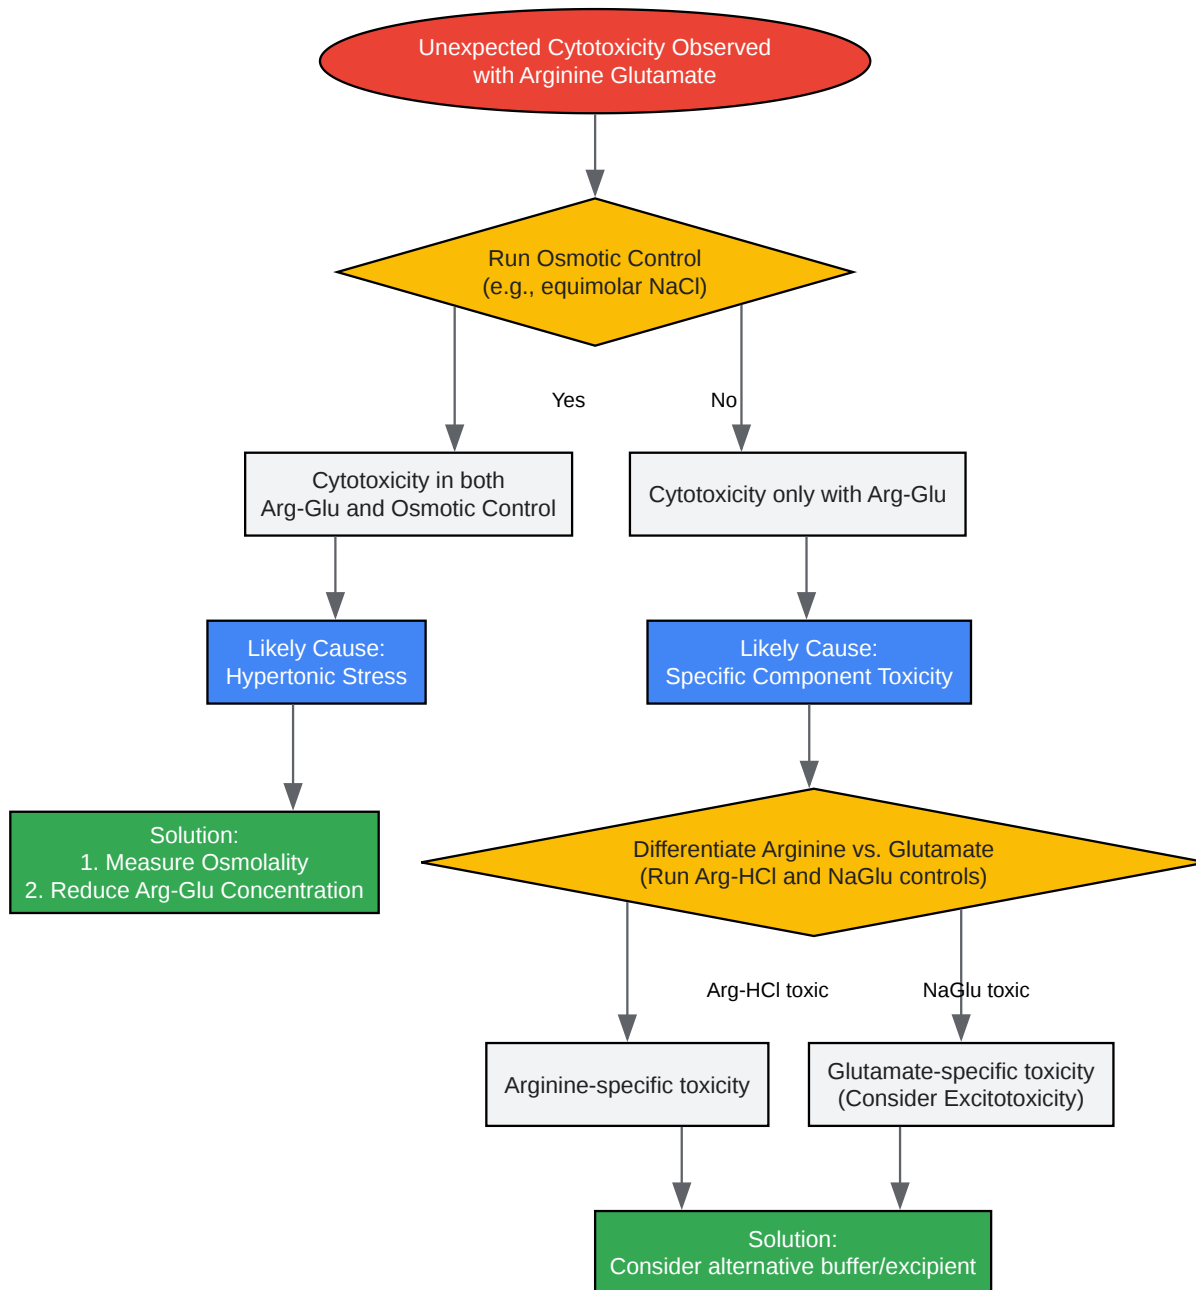 Unexpected Cytotoxicity Observed
with Arginine Glutamate
Run Osmotic Control
(e.g., equimolar NaCl)
Yes
No
Cytotoxicity in both
Arg-Glu and Osmotic Control
Cytotoxicity only with Arg-Glu
Likely Cause:
Hypertonic Stress
Likely Cause:
Specific Component Toxicity
Solution:
1. Measure Osmolality
2. Reduce Arg-Glu Concentration
Differentiate Arginine vs. Glutamate
(Run Arg-HCl and NaGlu controls)
Arg-HCl toxic
NaGlu toxic
Arginine-specific toxicity
Glutamate-specific toxicity
(Consider Excitotoxicity)
Solution:
Consider alternative buffer/excipient